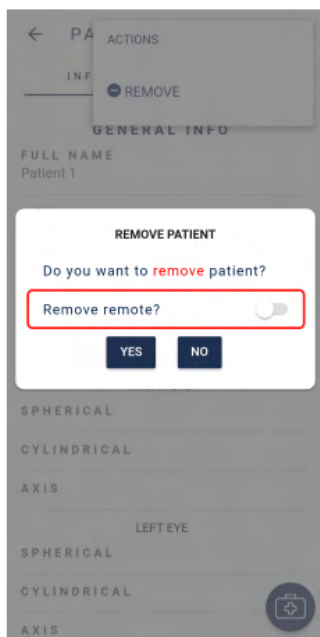 PA
ACTIONS
INF
REMOVE
GENERAL INFO
FULL NAME
Patient 1
REMOVE PATIENT
Do you want to remove patient?
Remove remote?
YES
NO
SPHERICAL
CYLINDRICAL
AXIS
LEFT EYE
SPHERICAL
CYLINDRICAL
AXIS